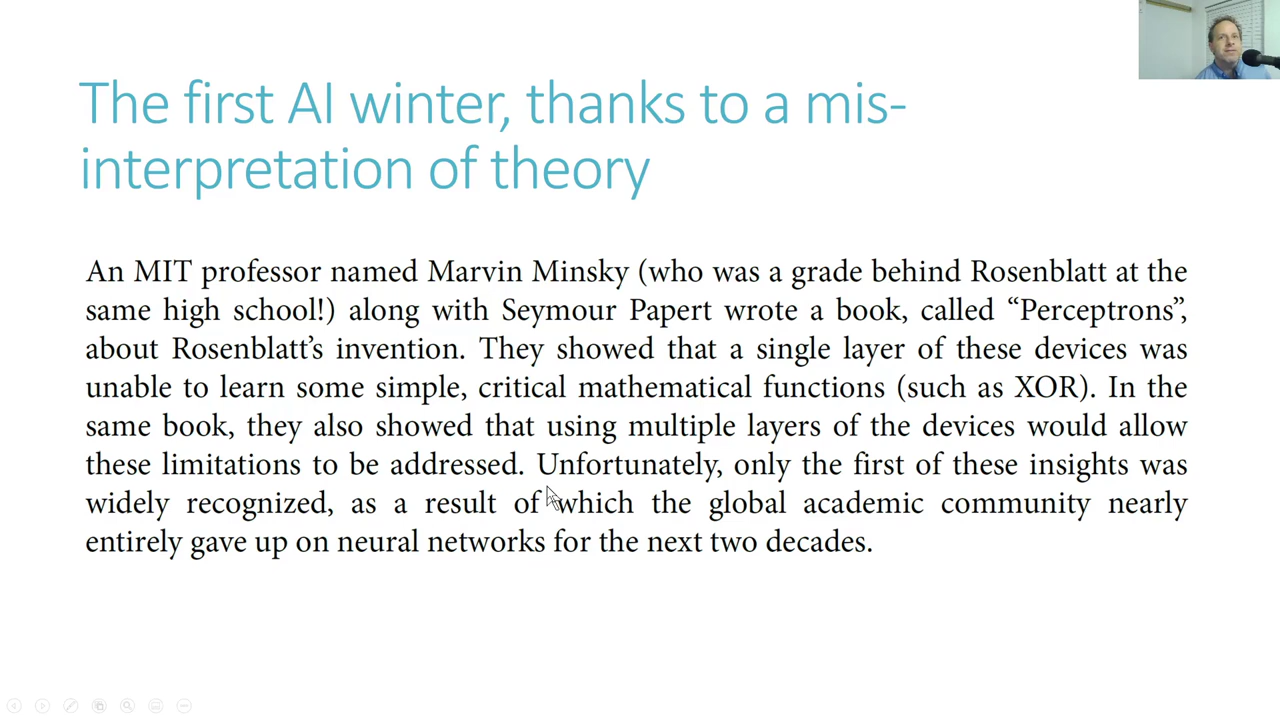 The first AI winter, thanks to a mis-
interpretation of theory
An MIT professor named Marvin Minsky (who was a grade behind Rosenblatt at the
same high school!) along with Seymour Papert wrote a book, called “Perceptrons”,
about Rosenblatt’s invention. They showed that a single layer of these devices was
unable to learn some simple, critical mathematical functions (such as XOR). In the
same book, they also showed that using multiple layers of the devices would allow
these limitations to be addressed. Unfortunately, only the first of these insights was
widely recognized, as a result of which the global academic community nearly
entirely gave up on neural networks for the next two decades.